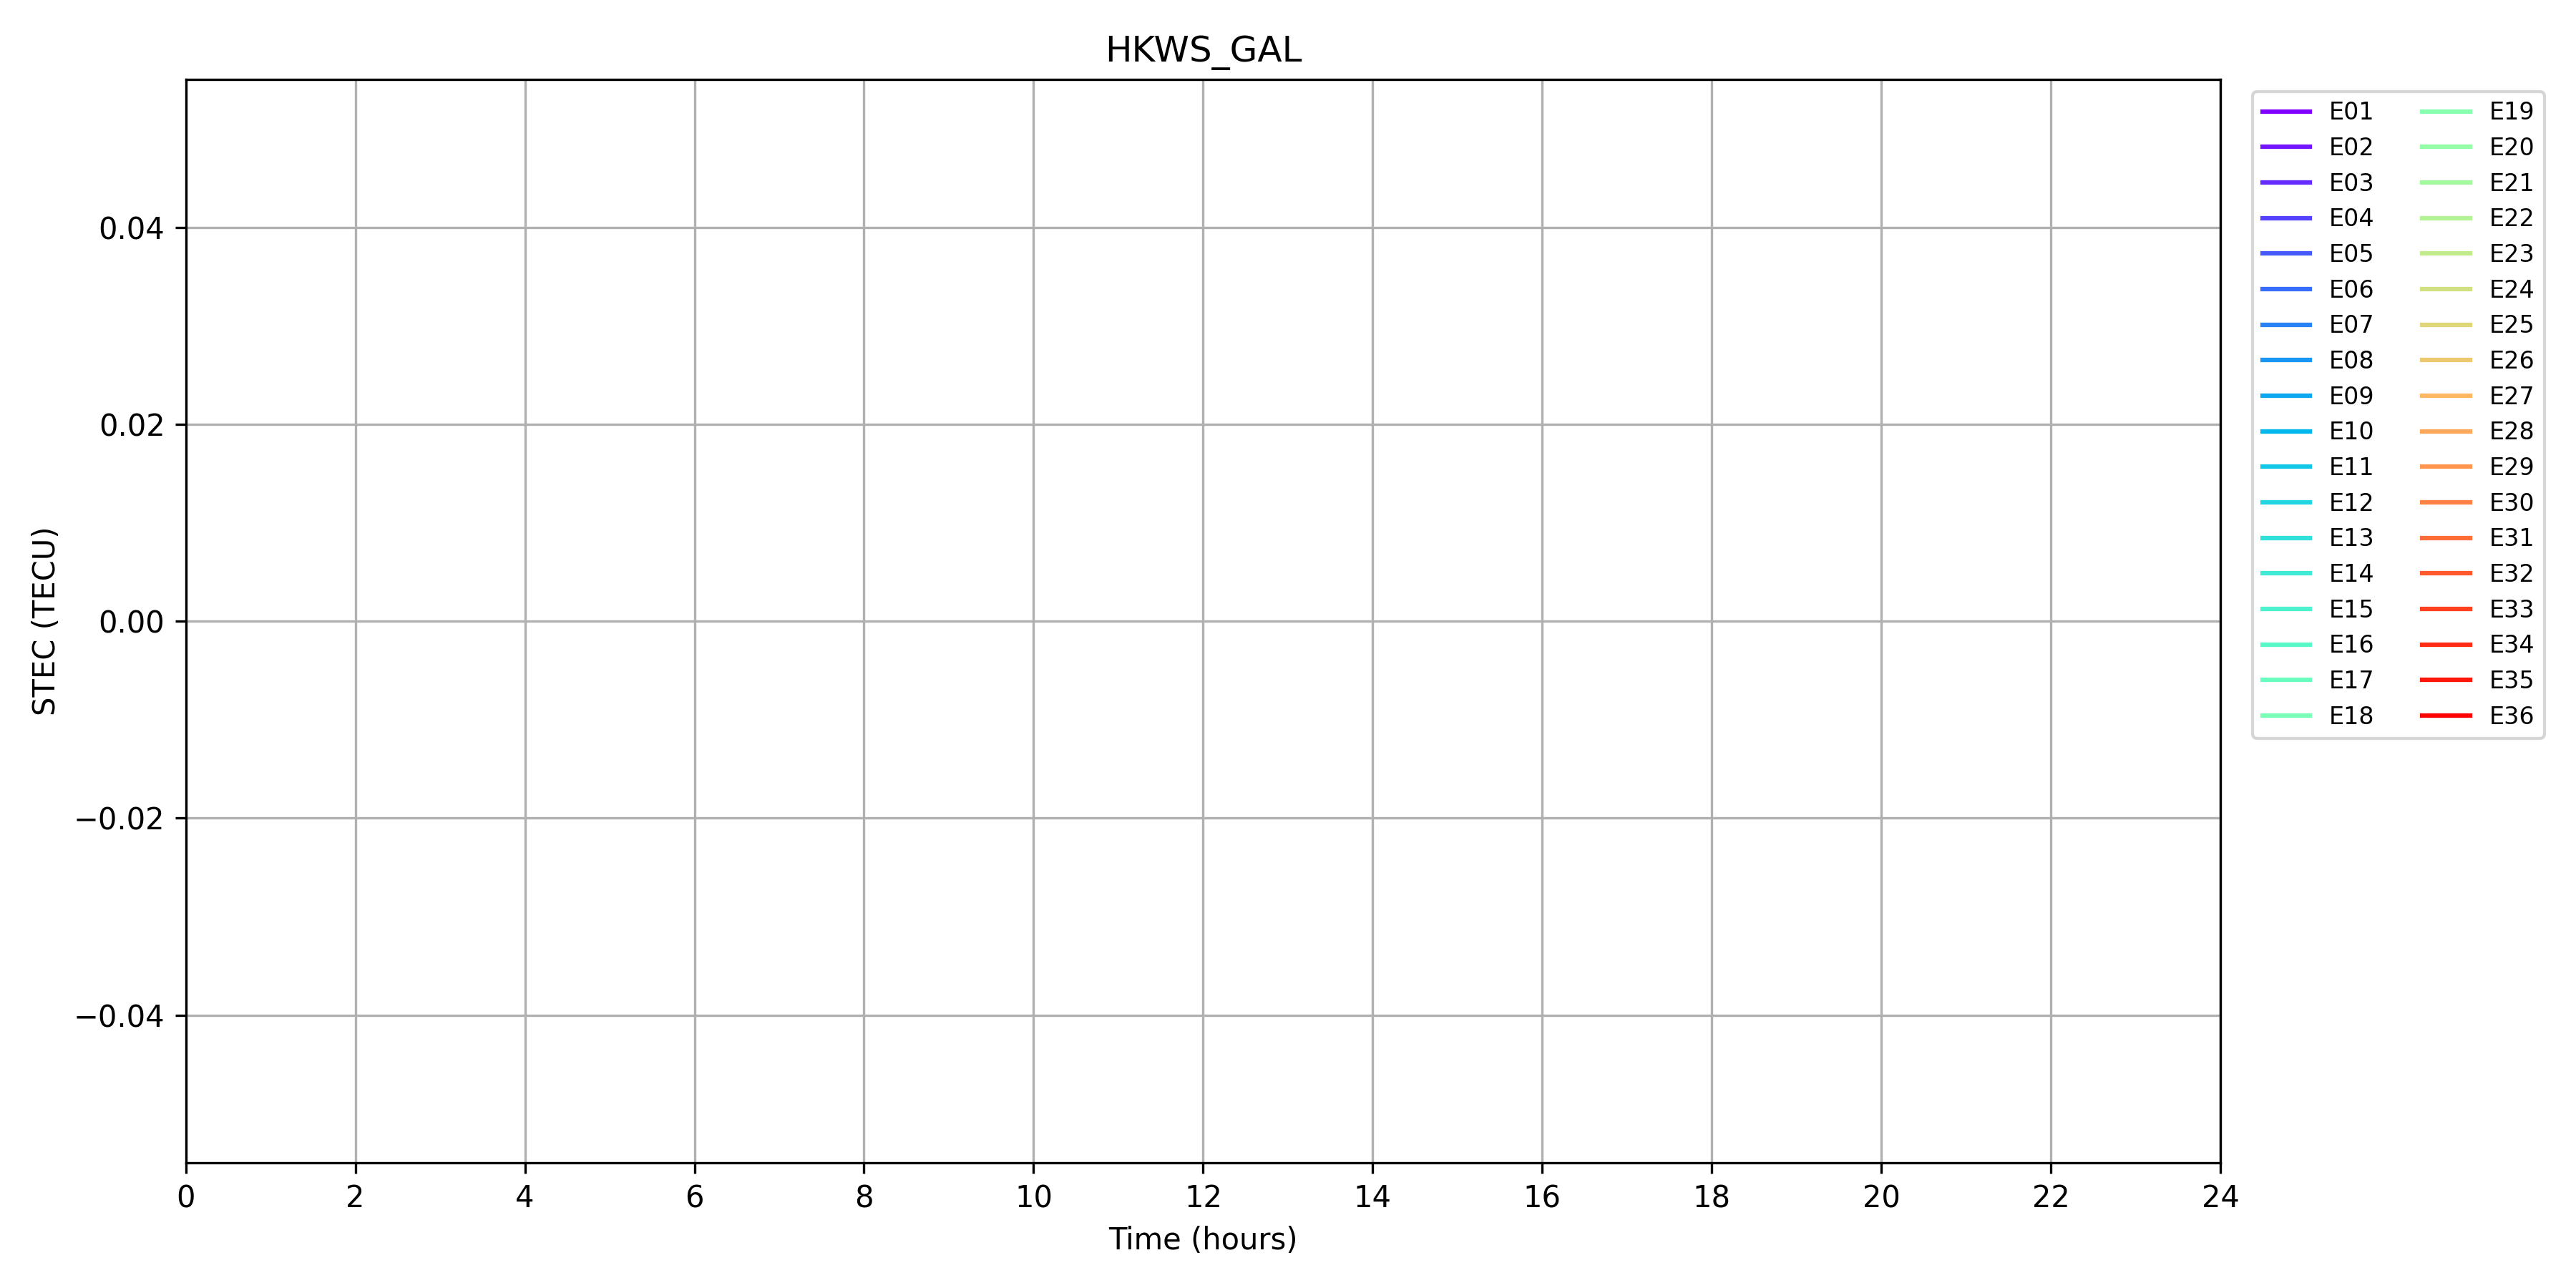 HKWS_GAL
STEC (TECU)
0.04
0.02
0.00
−0.02
−0.04
0 2 4 6 8 10 12 14 16 18 20 22 24
Time (hours)
E01 E19
E02 E20
E03 E21
E04 E22
E05 E23
E06 E24
E07 E25
E08 E26
E09 E27
E10 E28
E11 E29
E12 E30
E13 E31
E14 E32
E15 E33
E16 E34
E17 E35
E18 E36